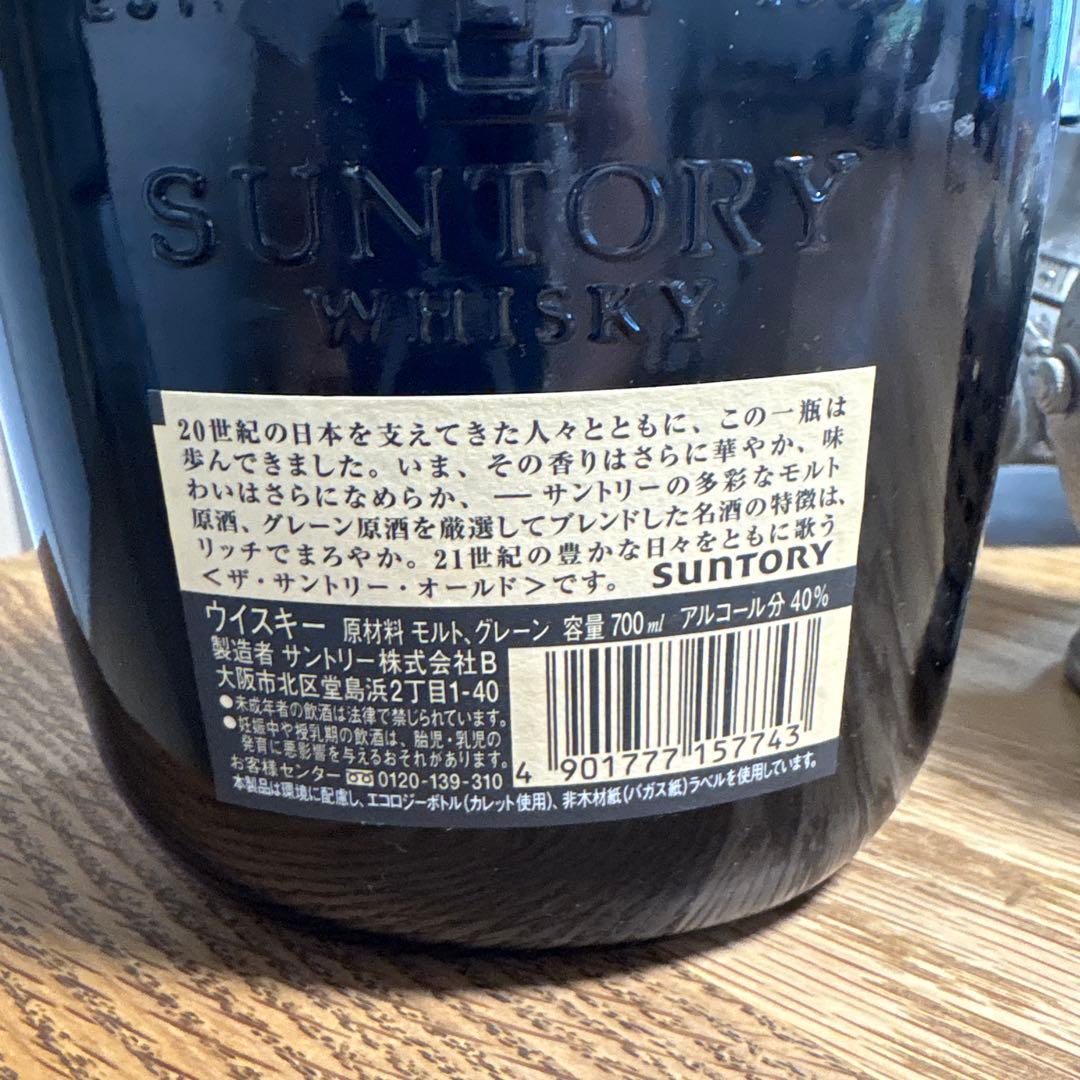 SUNTORY
WHISKY
20世紀の日本を支えてきた人々とともに、この一瓶は
歩んできました。いま、その香りはさらに華やか、味
わいはさらになめらか、― サントリーの多彩なモルト
原酒、グレーン原酒を厳選してブレンドした名酒の特徴は、
リッチでまろやか。21世紀の豊かな日々をともに歌う
<ザ・サントリー・オールド>です。 SUNTORY
ウイスキー 原材料 モルト、グレーン 容量 700ml アルコール分 40%
製造者 サントリー株式会社B
大阪市北区堂島浜2丁目1-40
●未成年者の飲酒は法律で禁じられています。
●妊娠中や授乳期の飲酒は、胎児・乳児の
発育に悪影響を与えるおそれがあります。
お客様センター 0120-139-310
4 901777 157743
本製品は環境に配慮し、エコロジーボトル(カレット使用)、非木材紙(バガス紙)ラベルを使用しています。